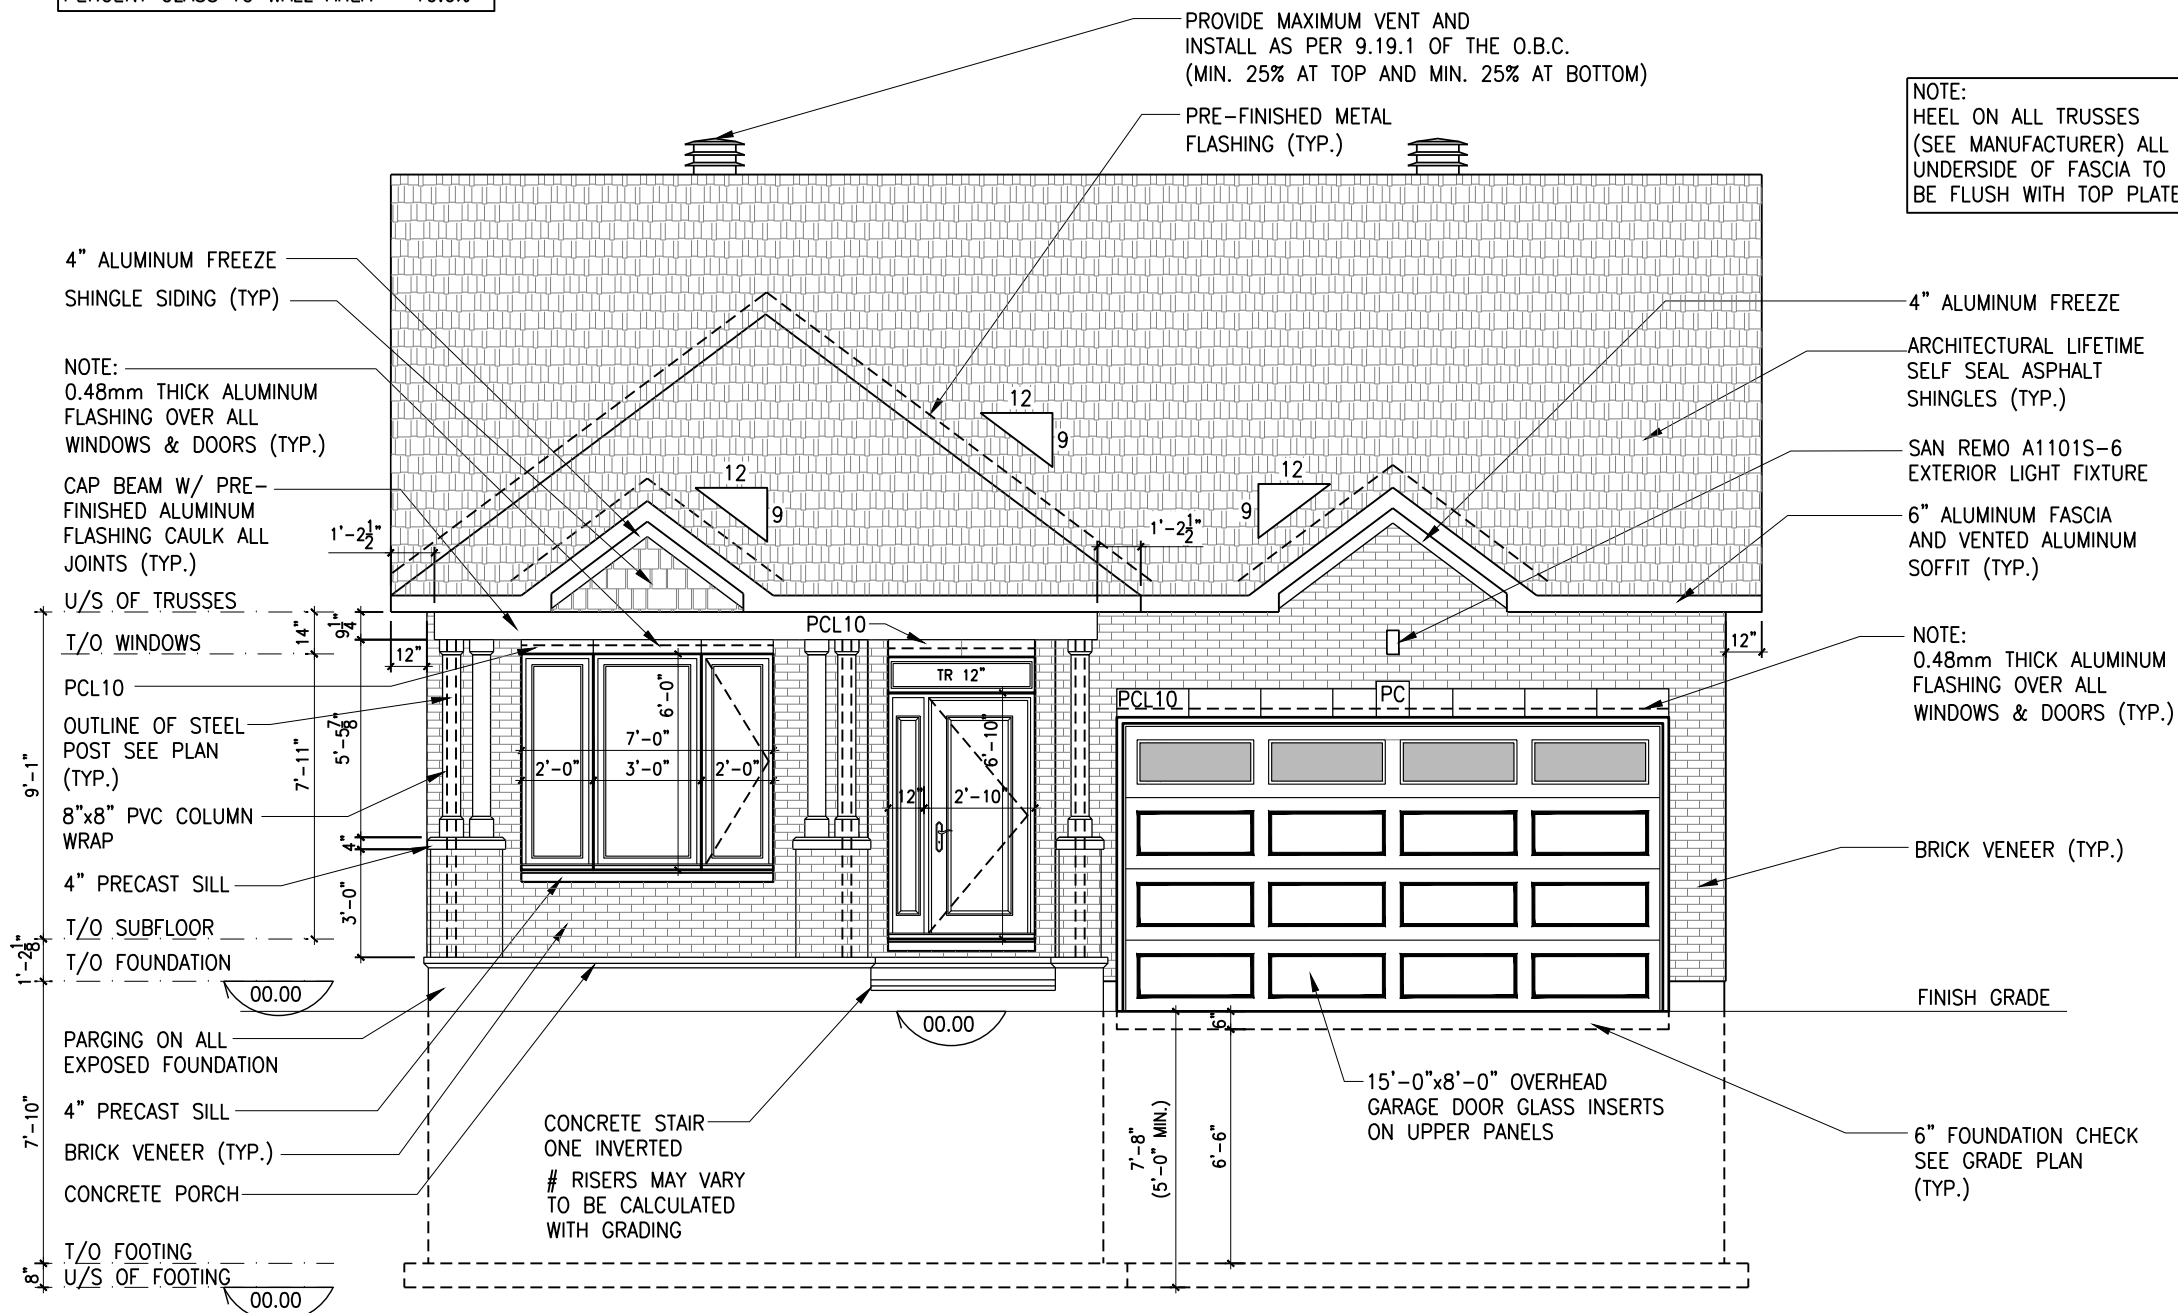 PROVIDE MAXIMUM VENT AND
INSTALL AS PER 9.19.1 OF THE O.B.C.
(MIN. 25% AT TOP AND MIN. 25% AT BOTTOM)
PRE-FINISHED METAL
FLASHING (TYP.)
NOTE:
HEEL ON ALL TRUSSES
(SEE MANUFACTURER) ALL
UNDERSIDE OF FASCIA TO
BE FLUSH WITH TOP PLATE
4" ALUMINUM FREEZE
SHINGLE SIDING (TYP)
NOTE:
0.48mm THICK ALUMINUM
FLASHING OVER ALL
WINDOWS & DOORS (TYP.)
CAP BEAM W/ PRE-
FINISHED ALUMINUM
FLASHING CAULK ALL
JOINTS (TYP.)
U/S OF TRUSSES
T/O WINDOWS
PCL10
OUTLINE OF STEEL
POST SEE PLAN
(TYP.)
8"x8" PVC COLUMN
WRAP
4" PRECAST SILL
T/O SUBFLOOR
T/O FOUNDATION
00.00
PARGING ON ALL
EXPOSED FOUNDATION
4" PRECAST SILL
BRICK VENEER (TYP.)
CONCRETE PORCH
T/O FOOTING
U/S OF FOOTING
00.00
9'-1"
1'-2 1/8"
7'-10"
8"
14"
7'-11"
9 1/4"
5'-5 7/8"
4"
3'-0"
1'-2 1/2"
12"
12
9
12
9
12
9
1'-2 1/2"
12"
PCL10
TR 12"
6'-0"
7'-0"
2'-0"
3'-0"
2'-0"
6'-10"
12"
2'-10"
PCL10
PC
00.00
CONCRETE STAIR
ONE INVERTED
# RISERS MAY VARY
TO BE CALCULATED
WITH GRADING
6"
7'-8"
(5'-0" MIN.)
6'-6"
15'-0"x8'-0" OVERHEAD
GARAGE DOOR GLASS INSERTS
ON UPPER PANELS
4" ALUMINUM FREEZE
ARCHITECTURAL LIFETIME
SELF SEAL ASPHALT
SHINGLES (TYP.)
SAN REMO A1101S-6
EXTERIOR LIGHT FIXTURE
6" ALUMINUM FASCIA
AND VENTED ALUMINUM
SOFFIT (TYP.)
NOTE:
0.48mm THICK ALUMINUM
FLASHING OVER ALL
WINDOWS & DOORS (TYP.)
BRICK VENEER (TYP.)
FINISH GRADE
6" FOUNDATION CHECK
SEE GRADE PLAN
(TYP.)